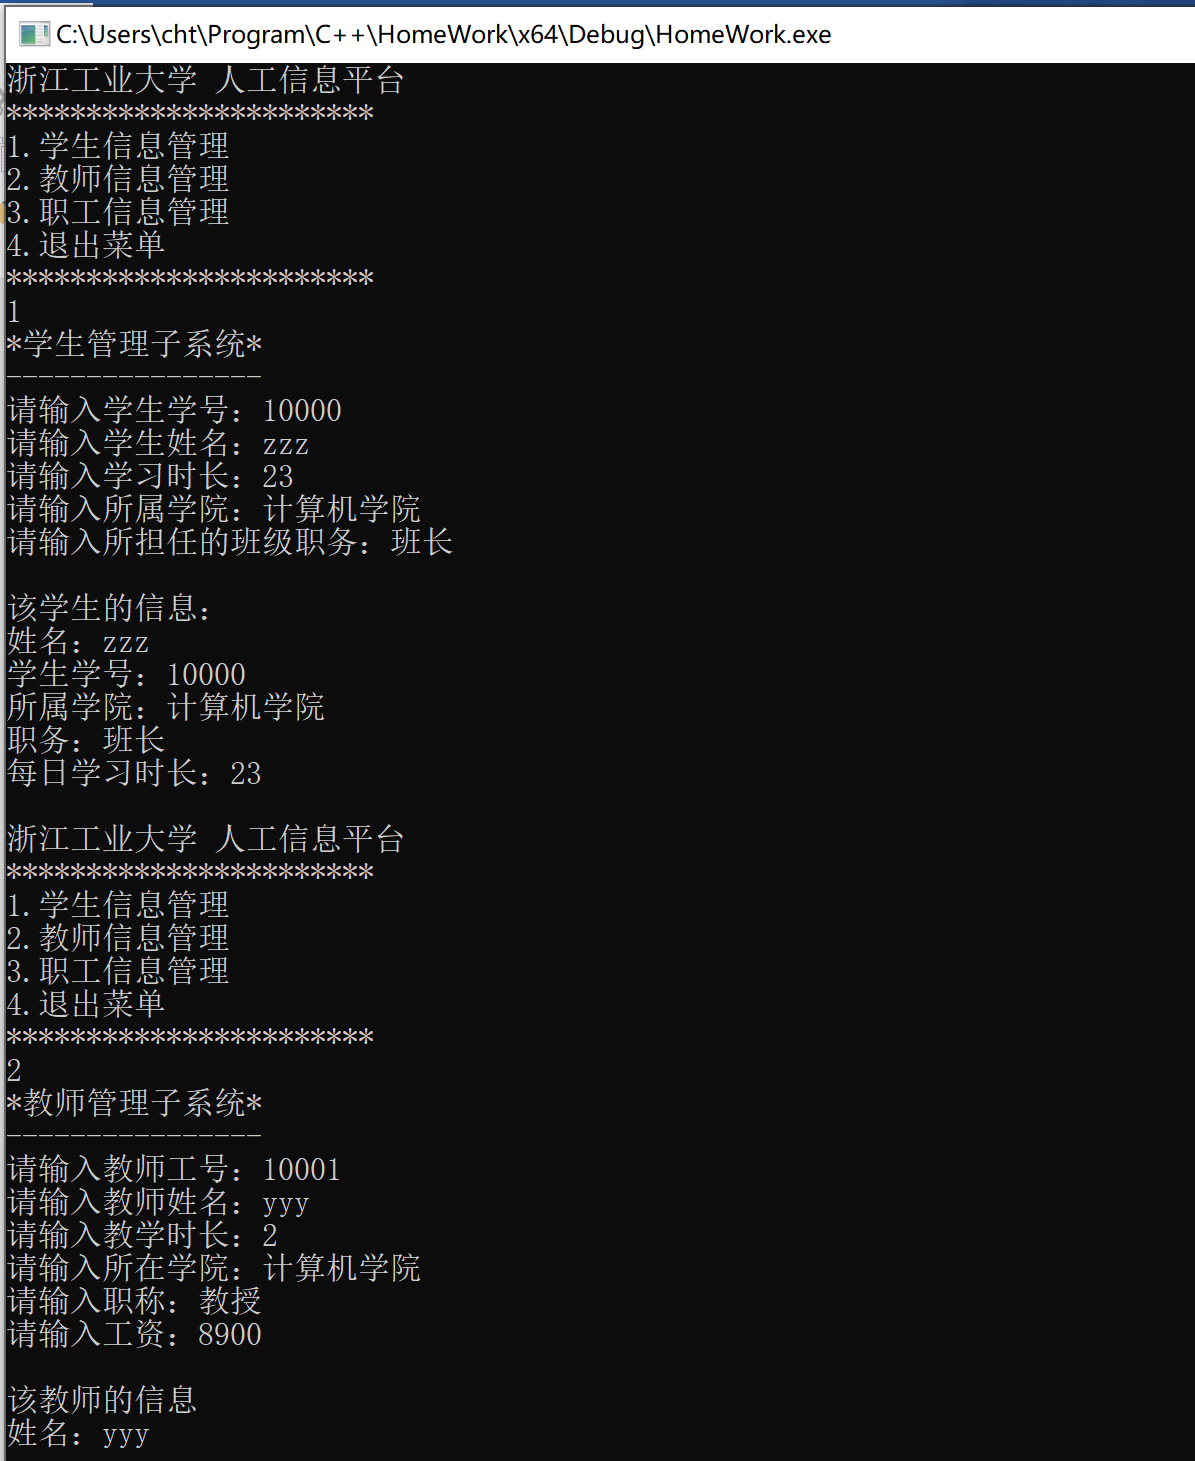 C:\Users\cht\Program\C++\HomeWork\x64\Debug\HomeWork.exe
浙江工业大学 人工信息平台
***********************
1.学生信息管理
2.教师信息管理
3.职工信息管理
4.退出菜单
***********************
1
*学生管理子系统*
----------------
请输入学生学号：10000
请输入学生姓名：zzz
请输入学习时长：23
请输入所属学院：计算机学院
请输入所担任的班级职务：班长
该学生的信息：
姓名：zzz
学生学号：10000
所属学院：计算机学院
职务：班长
每日学习时长：23
浙江工业大学 人工信息平台
***********************
1.学生信息管理
2.教师信息管理
3.职工信息管理
4.退出菜单
***********************
2
*教师管理子系统*
----------------
请输入教师工号：10001
请输入教师姓名：yyy
请输入教学时长：2
请输入所在学院：计算机学院
请输入职称：教授
请输入工资：8900
该教师的信息
姓名：yyy